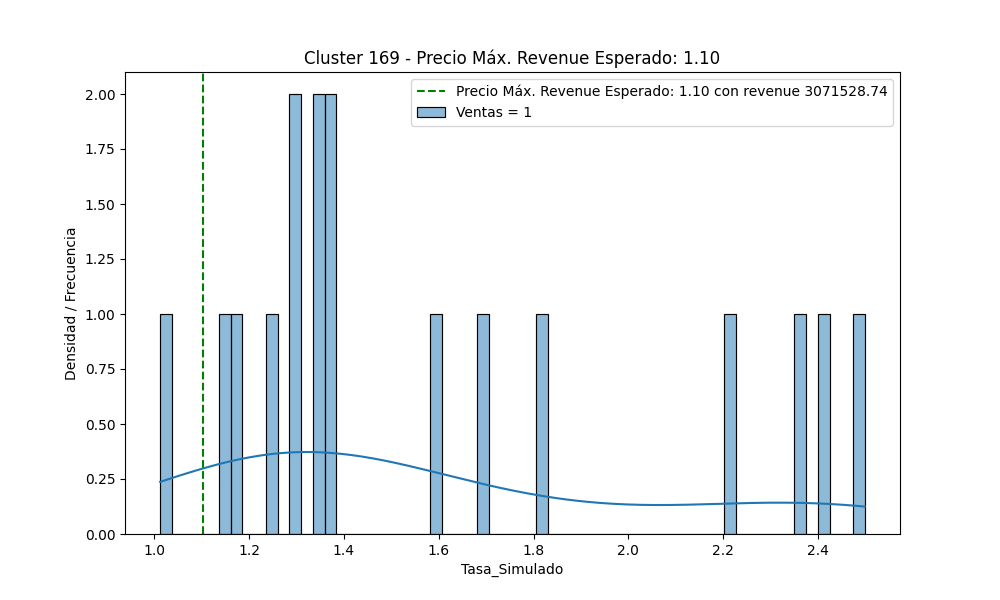 Cluster 169 - Precio Máx. Revenue Esperado: 1.10
Precio Máx. Revenue Esperado: 1.10 con revenue 3071528.74
Ventas = 1
Densidad / Frecuencia
2.00
1.75
1.50
1.25
1.00
0.75
0.50
0.25
0.00
1.0 1.2 1.4 1.6 1.8 2.0 2.2 2.4
Tasa_Simulado